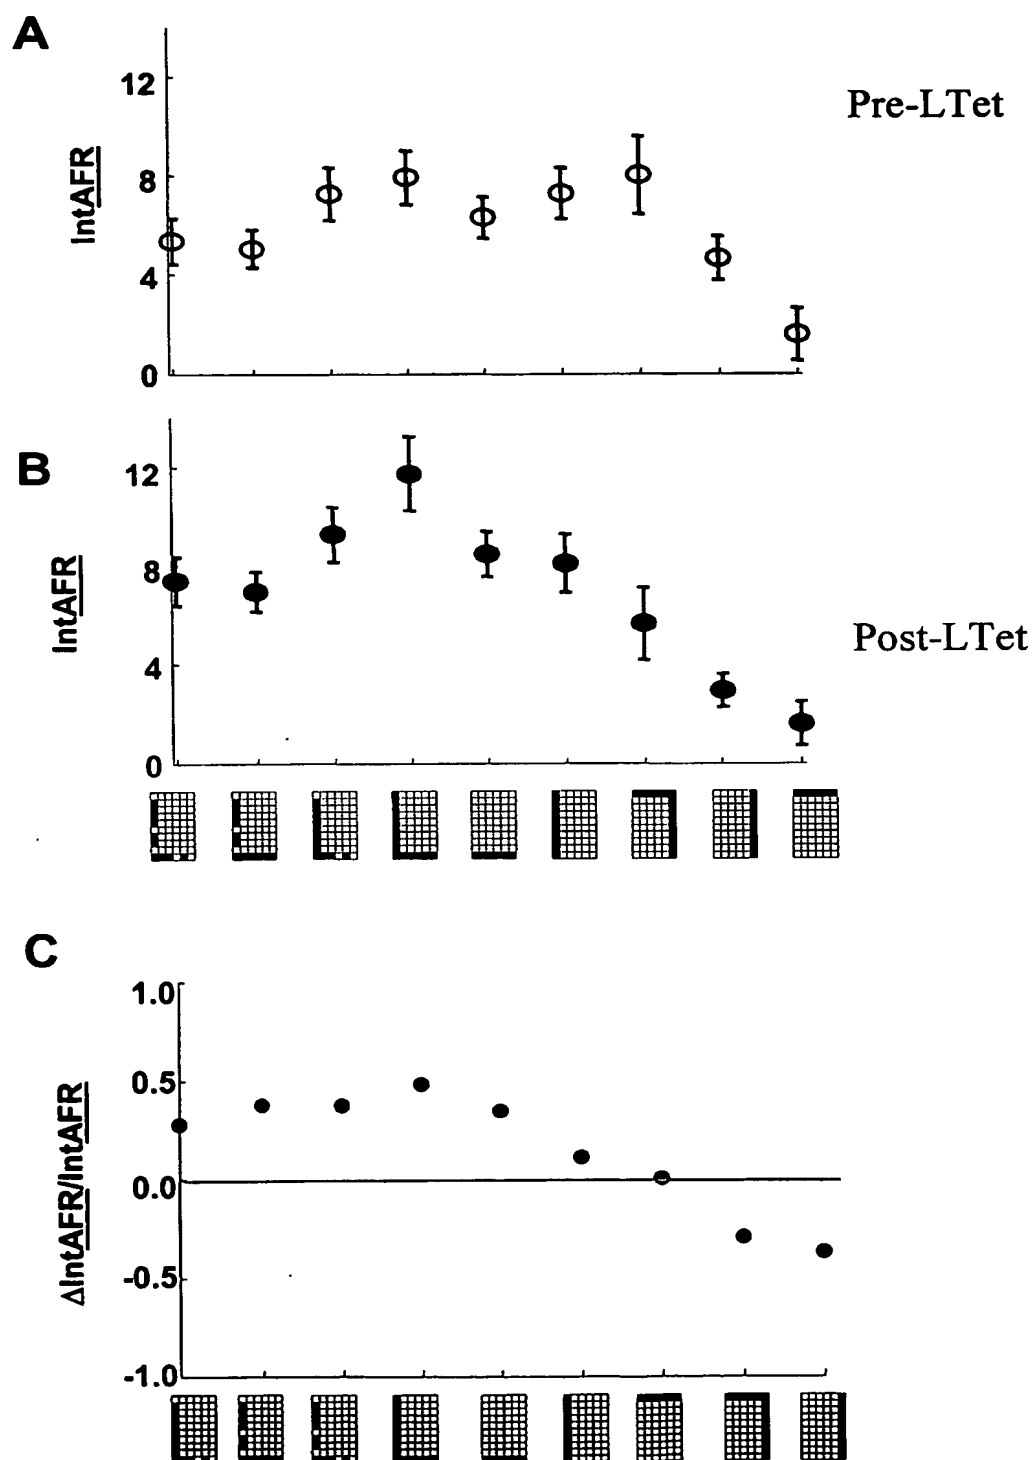 A
12
8
4
0
IntAFR
Pre-LTet
B
12
8
4
0
IntAFR
Post-LTet
C
1.0
0.5
0.0
-0.5
-1.0
ΔIntAFR/IntAFR